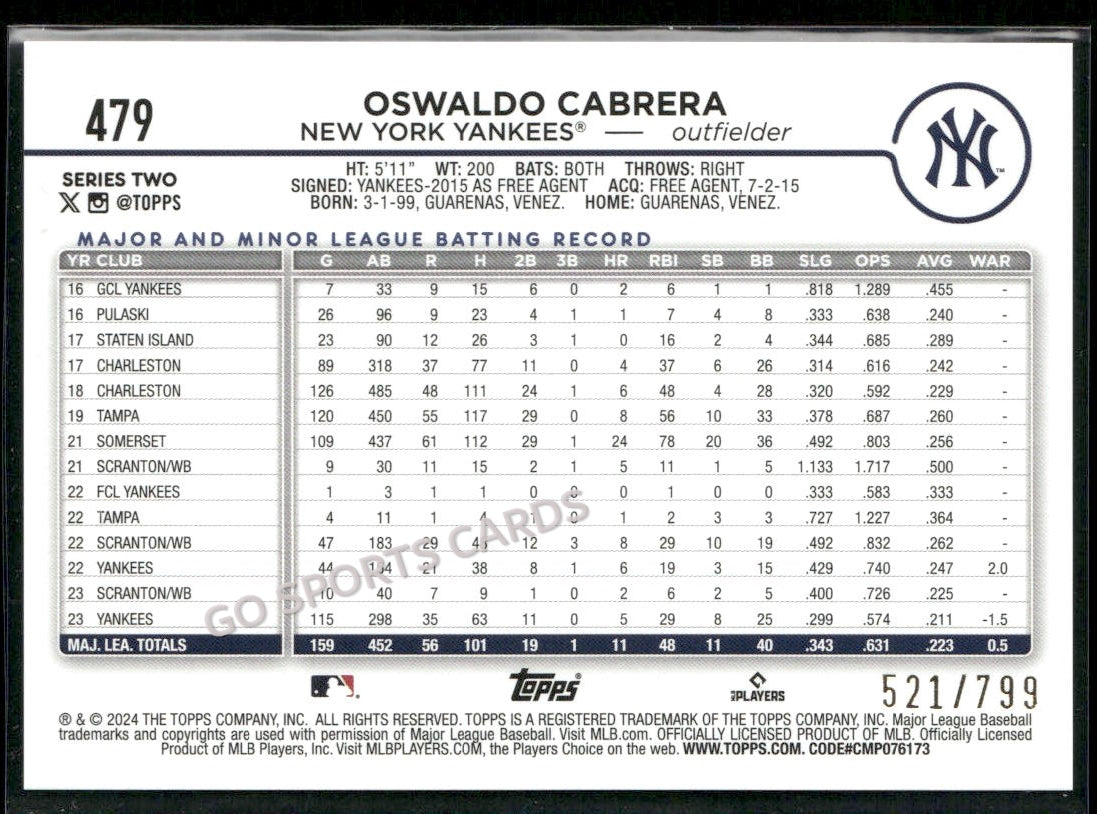 479
OSWALDO CABRERA
NEW YORK YANKEES® — outfielder
NY
™
SERIES TWO
X @TOPPS
HT: 5'11" WT: 200 BATS: BOTH THROWS: RIGHT
SIGNED: YANKEES-2015 AS FREE AGENT ACQ: FREE AGENT, 7-2-15
BORN: 3-1-99, GUARENAS, VENEZ. HOME: GUARENAS, VENEZ.
MAJOR AND MINOR LEAGUE BATTING RECORD
YR CLUB G AB R H 2B 3B HR RBI SB BB SLG OPS AVG WAR
16 GCL YANKEES 7 33 9 15 6 0 2 6 1 1 .818 1.289 .455 -
16 PULASKI 26 96 9 23 4 1 1 7 4 8 .333 .638 .240 -
17 STATEN ISLAND 23 90 12 26 3 1 0 16 2 4 .344 .685 .289 -
17 CHARLESTON 89 318 37 77 11 0 4 37 6 26 .314 .616 .242 -
18 CHARLESTON 126 485 48 111 24 1 6 48 4 28 .320 .592 .229 -
19 TAMPA 120 450 55 117 29 0 8 56 10 33 .378 .687 .260 -
21 SOMERSET 109 437 61 112 29 1 24 78 20 36 .492 .803 .256 -
21 SCRANTON/WB 9 30 11 15 2 1 5 11 1 5 1.133 1.717 .500 -
22 FCL YANKEES 1 3 1 1 0 0 0 1 0 0 .333 .583 .333 -
22 TAMPA 4 11 1 4 1 0 1 2 3 3 .727 1.227 .364 -
22 SCRANTON/WB 47 183 29 12 3 8 29 10 19 .492 .832 .262 -
22 YANKEES 44 38 8 1 6 19 3 15 .429 .740 .247 2.0
23 SCRANTON/WB 10 40 7 9 1 0 2 6 2 5 .400 .726 .225 -
23 YANKEES 115 298 35 63 11 0 5 29 8 25 .299 .574 .211 -1.5
MAJ. LEA. TOTALS 159 452 56 101 19 1 11 48 11 40 .343 .631 .223 0.5
GO SPORTS CARDS
Topps®
MLB PLAYERS
521/799
® & © 2024 THE TOPPS COMPANY, INC. ALL RIGHTS RESERVED. TOPPS IS A REGISTERED TRADEMARK OF THE TOPPS COMPANY, INC. Major League Baseball
trademarks and copyrights are used with permission of Major League Baseball. Visit MLB.com. OFFICIALLY LICENSED PRODUCT OF MLB. Officially Licensed
Product of MLB Players, Inc. Visit MLBPLAYERS.COM, the Players Choice on the web. WWW.TOPPS.COM. CODE#CMP076173